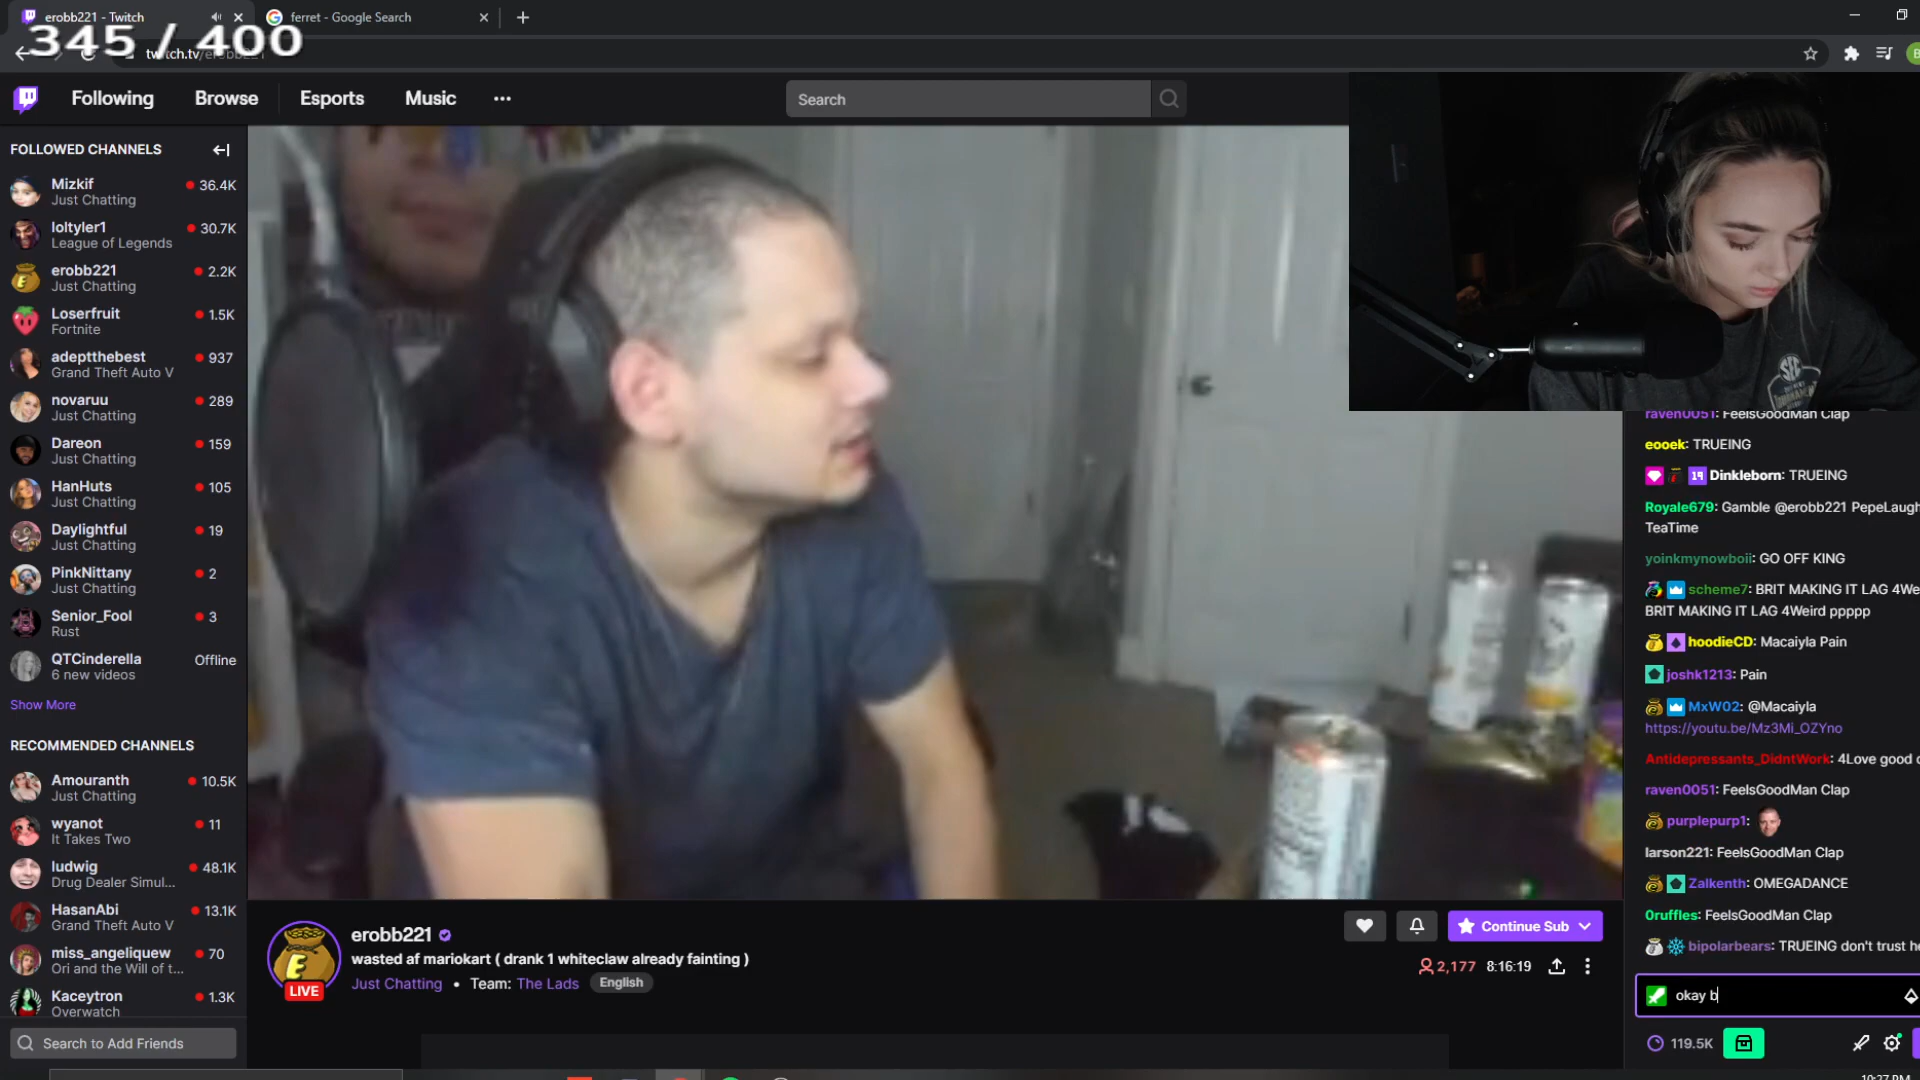 erobb221 - Twitch
ferret - Google Search
345 / 400
Following
Browse
Esports
Music
Search
FOLLOWED CHANNELS
Mizkif
36.4K
Just Chatting
loltyler1
30.7K
League of Legends
erobb221
2.2K
Just Chatting
Loserfruit
1.5K
Fortnite
adeptthebest
937
Grand Theft Auto V
novaruu
289
Just Chatting
Dareon
159
Just Chatting
HanHuts
105
Just Chatting
Daylightful
19
Just Chatting
PinkNittany
2
Just Chatting
Senior_Fool
3
Rust
QTCinderella
Offline
6 new videos
Show More
RECOMMENDED CHANNELS
Amouranth
10.5K
Just Chatting
wyanot
11
It Takes Two
ludwig
48.1K
Drug Dealer Simul...
HasanAbi
13.1K
Grand Theft Auto V
miss_angeliquew
70
Ori and the Will of t...
Kaceytron
1.3K
Overwatch
Search to Add Friends
E
LIVE
erobb221
wasted af mariokart ( drank 1 whiteclaw already fainting )
Just Chatting • Team: The Lads English
Continue Sub
2,177 8:16:19
raven0051: FeelsGoodMan Clap
eooek: TRUEING
19 Dinkleborn: TRUEING
Royale679: Gamble @erobb221 PepeLaugh
TeaTime
yoinkmynowboii: GO OFF KING
scheme7: BRIT MAKING IT LAG 4We
BRIT MAKING IT LAG 4Weird ppppp
hoodieCD: Macaiyla Pain
joshk1213: Pain
MxW02: @Macaiyla
https://youtu.be/Mz3Mi_OZYno
Antidepressants_DidntWork: 4Love good
raven0051: FeelsGoodMan Clap
purplepurp1:
larson221: FeelsGoodMan Clap
Zalkenth: OMEGADANCE
0ruffles: FeelsGoodMan Clap
bipolarbears: TRUEING don't trust
okay b
119.5K
10:27 PM